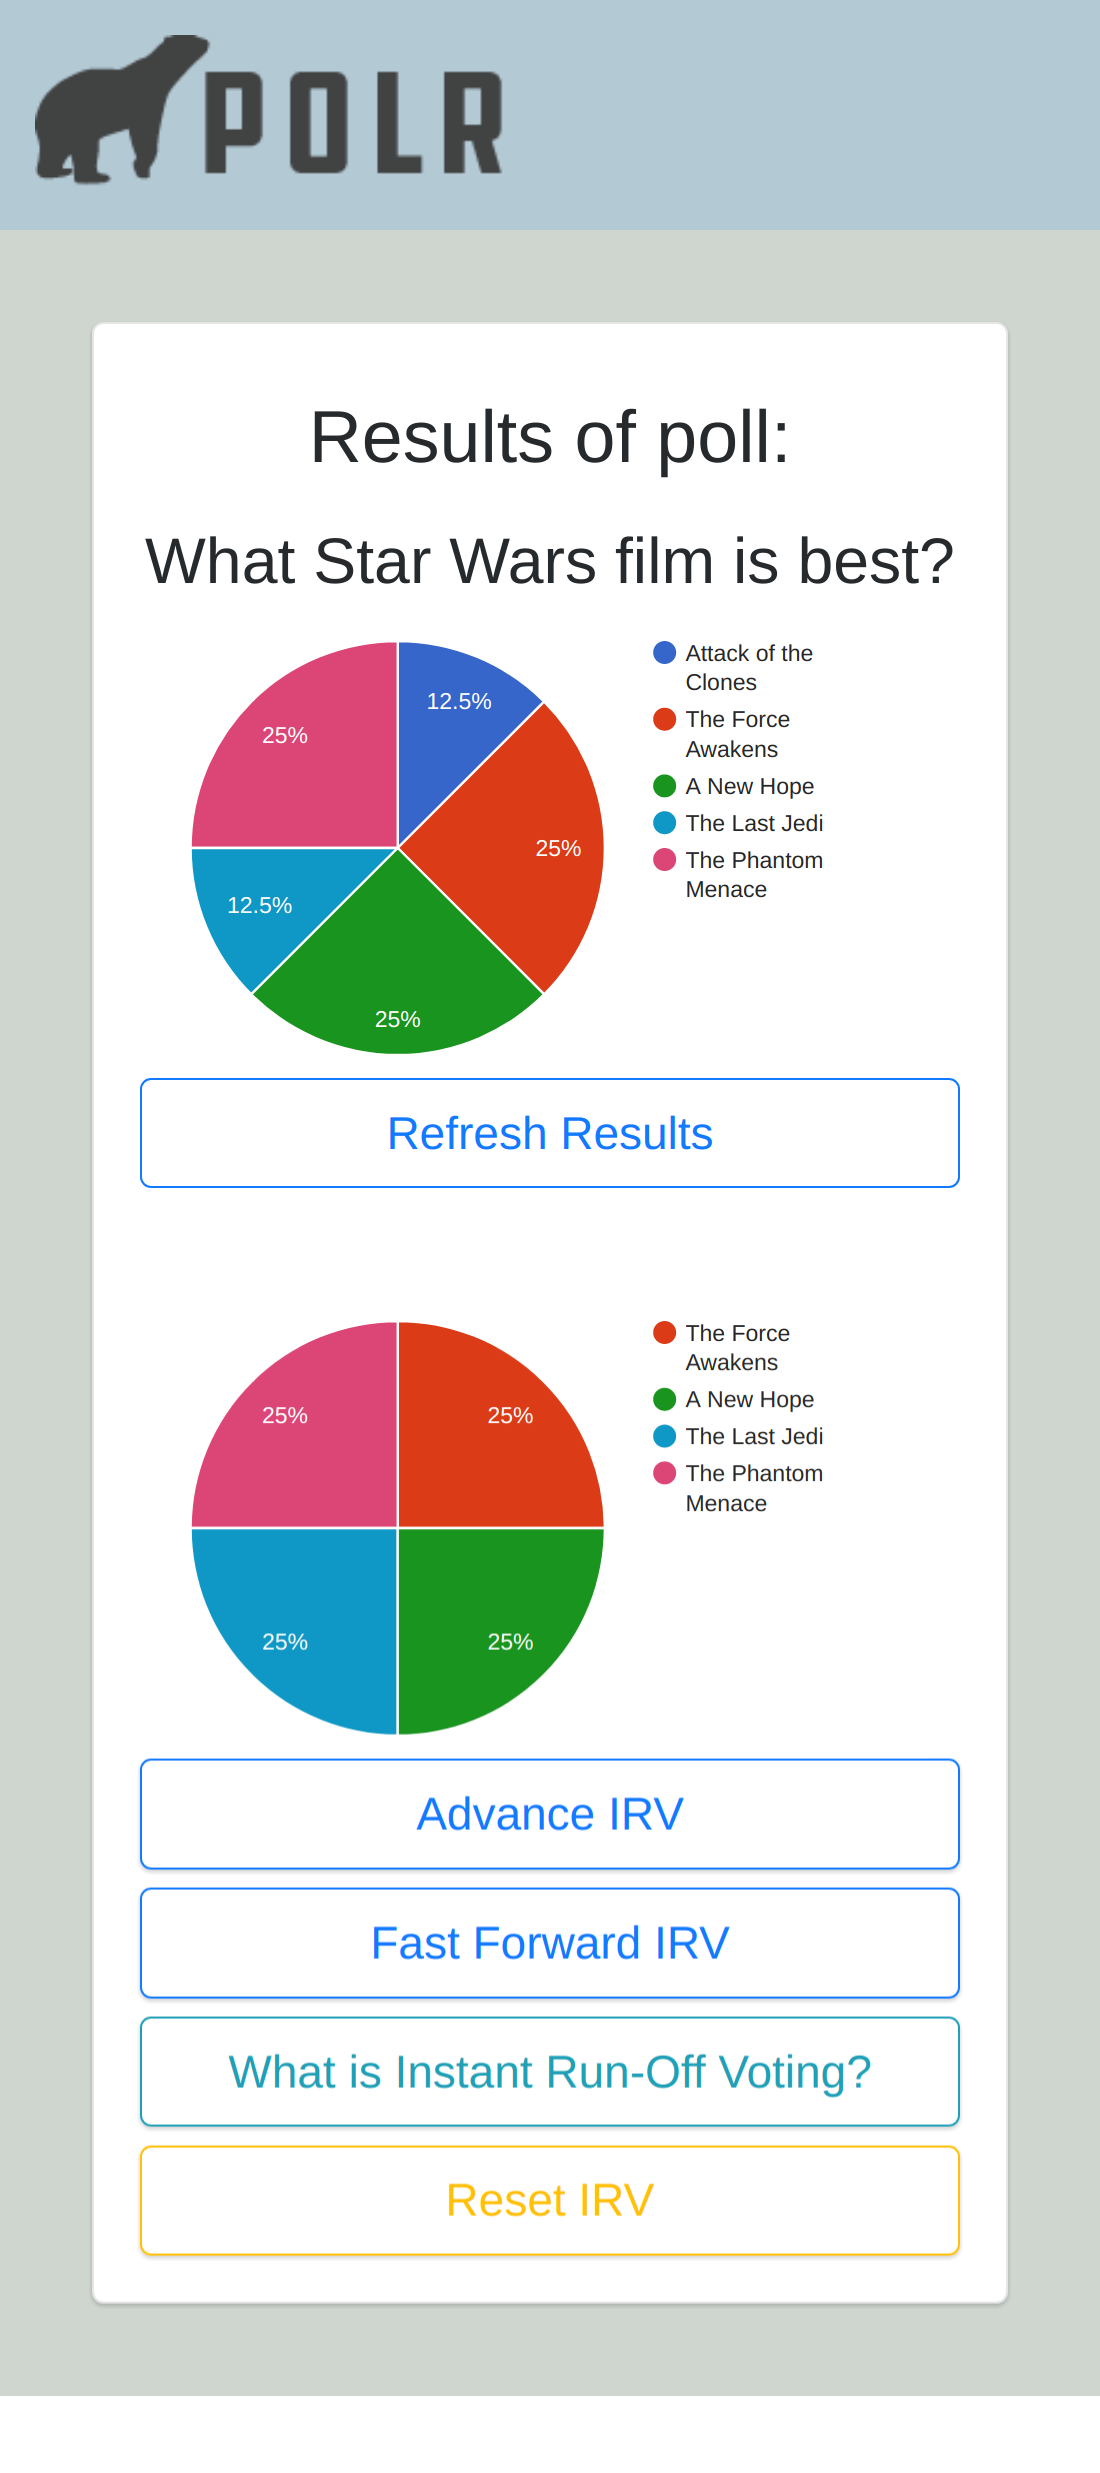 POLR
Results of poll:
What Star Wars film is best?
12.5%
25%
25%
12.5%
25%
Attack of the
Clones
The Force
Awakens
A New Hope
The Last Jedi
The Phantom
Menace
Refresh Results
25%
25%
25%
25%
The Force
Awakens
A New Hope
The Last Jedi
The Phantom
Menace
Advance IRV
Fast Forward IRV
What is Instant Run-Off Voting?
Reset IRV